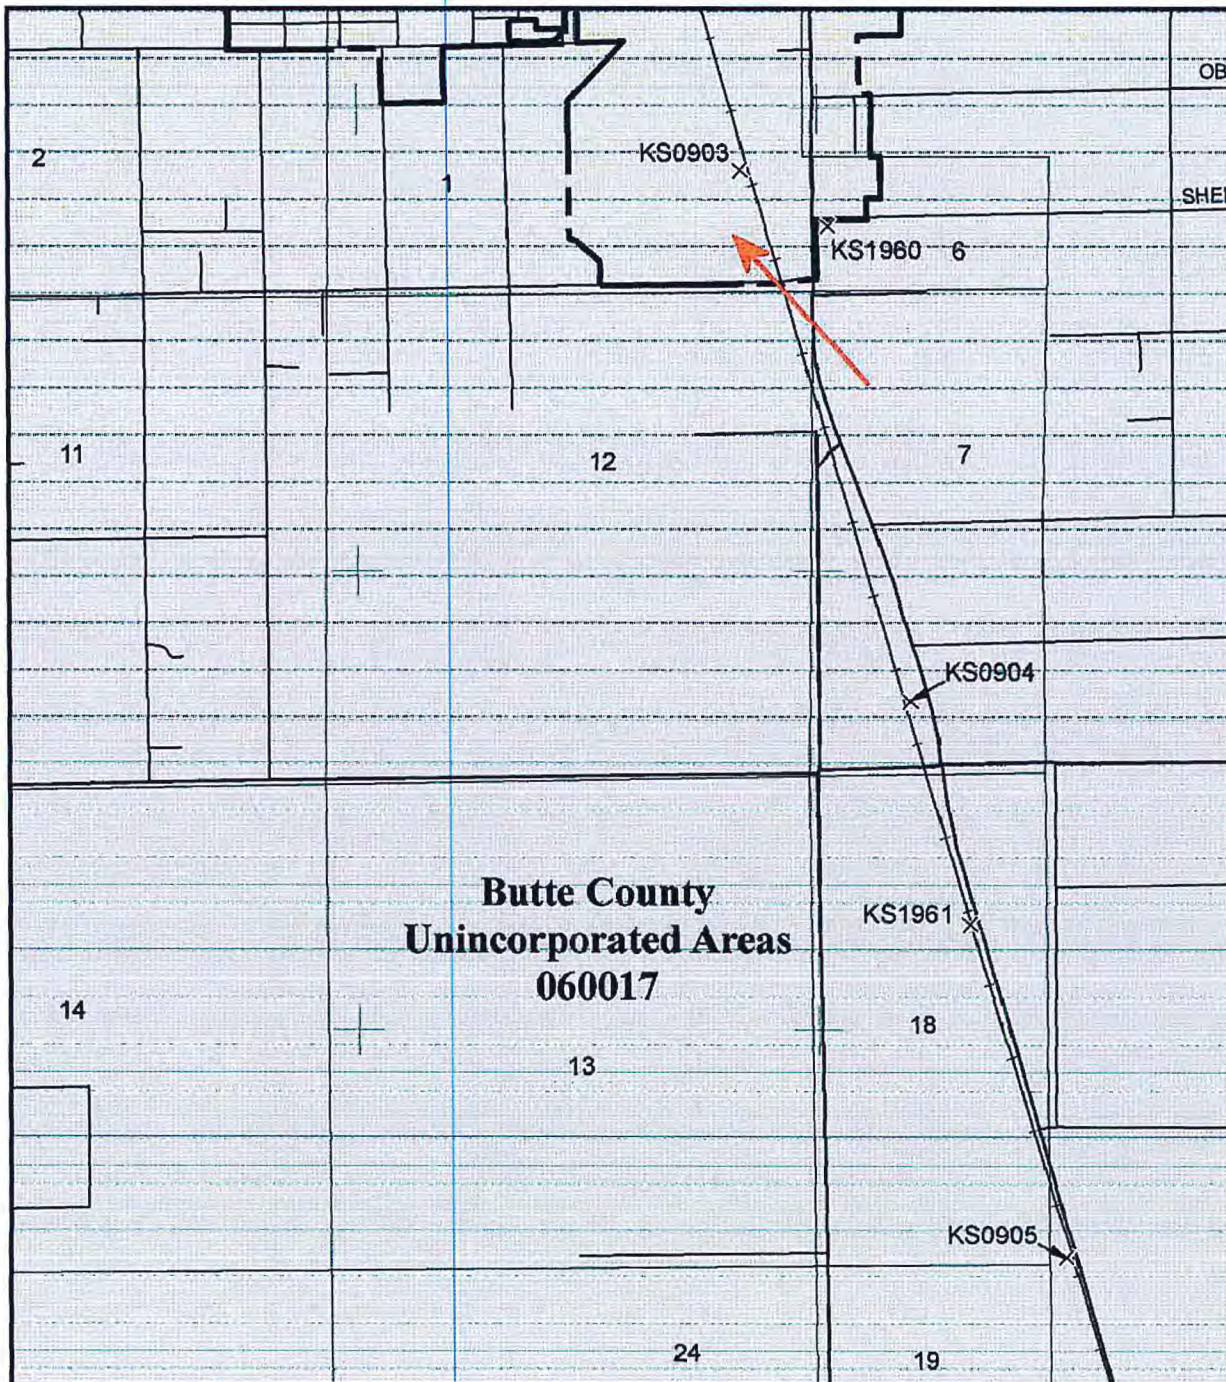 OB
2
KS0903
1
SHE
KS1960
6
11
12
7
KS0904
Butte County
Unincorporated Areas
060017
KS1961
14
18
13
KS0905
24
19